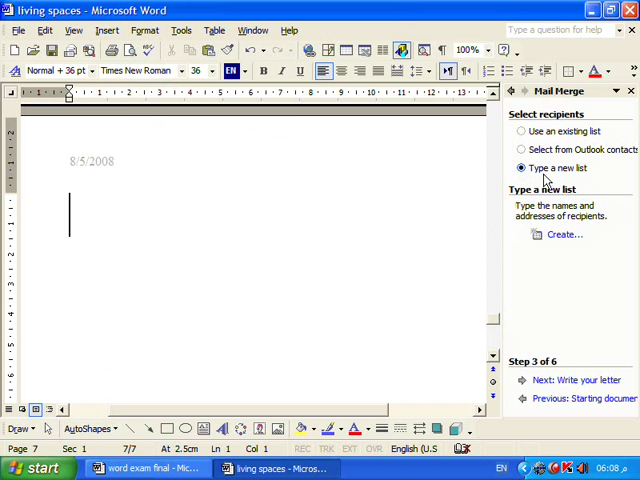 living spaces - Microsoft Word
File Edit View Insert Format Tools Table Window Help Type a question for help
100%
Normal + 36 pt Times New Roman 36 EN B I U
Mail Merge
Select recipients
Use an existing list
Select from Outlook contacts
Type a new list
Type a new list
Type the names and
addresses of recipients.
Create...
8/5/2008
Step 3 of 6
Next: Write your letter
Previous: Starting documen
Draw AutoShapes
Page 7 Sec 1 7/7 At 2.5cm Ln 1 Col 1 REC TRK EXT OVR English (U.S
start word exam final - Mic... living spaces - Micros... EN 06:08